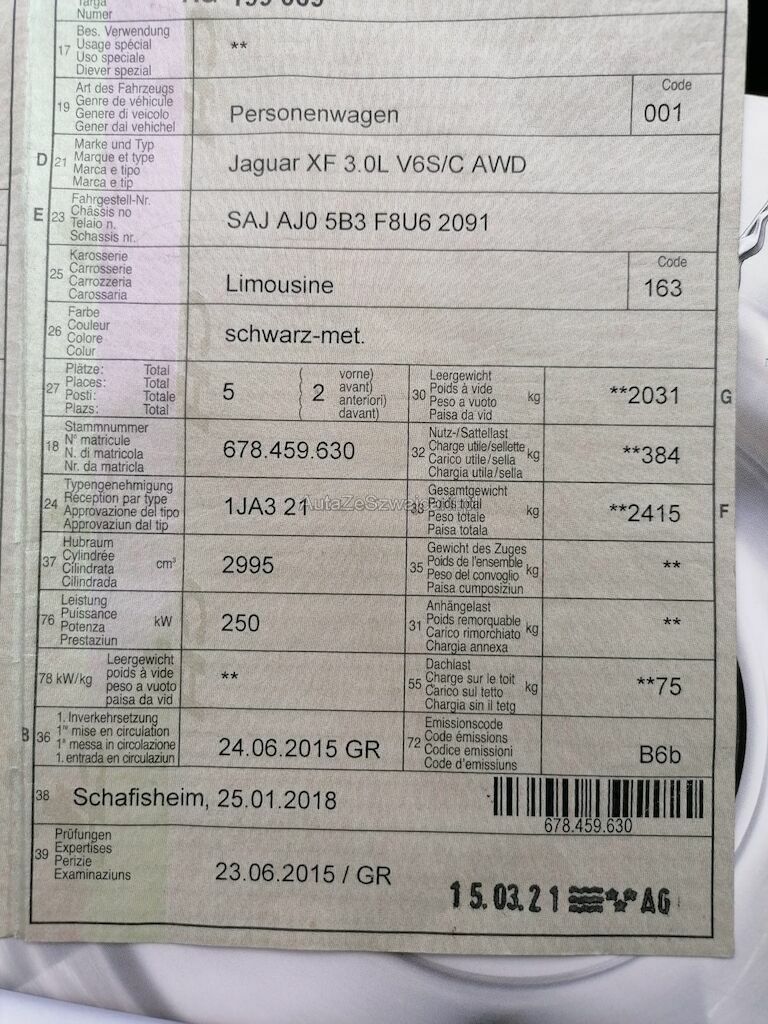 Targa
Numer
17 Bes. Verwendung
Usage spécial
Uso speciale
Diever spezial
**
19 Art des Fahrzeugs
Genre de véhicule
Genere di veicolo
Gener dal vehichel
Personenwagen
Code
001
D 21 Marke und Typ
Marque et type
Marca e tipo
Marca e tip
Jaguar XF 3.0L V6S/C AWD
E 23 Fahrgestell-Nr.
Châssis no
Telaio n.
Schassis nr.
SAJ AJ0 5B3 F8U6 2091
25 Karosserie
Carrosserie
Carrozzeria
Carossaria
Limousine
Code
163
26 Farbe
Couleur
Colore
Colur
schwarz-met.
27 Plätze: Total
Places: Total
Posti: Totale
Plazs: Total
5 ( 2 vorne)
avant)
anteriori)
davant)
30 Leergewicht
Poids à vide
Peso a vuoto
Paisa da vid
kg
**2031 G
18 Stammnummer
N° matricule
N. di matricola
Nr. da matricla
678.459.630
32 Nutz-/Sattellast
Charge utile/sellette
Carico utile/sella
Chargia utila/sella
kg
**384
24 Typengenehmigung
Réception par type
Approvazione del tipo
Approvaziun dal tip
1JA3 21
33 Gesamtgewicht
Poids total
Peso totale
Paisa totala
kg
**2415 F
37 Hubraum
Cylindrée
Cilindrata
Cilindrada
cm³
2995
35 Gewicht des Zuges
Poids de l'ensemble
Peso del convoglio
Paisa cumposiziun
kg
**
76 Leistung
Puissance
Potenza
Prestaziun
kW
250
31 Anhängelast
Poids remorquable
Carico rimorchiato
Chargia annexa
kg
**
78 kW/kg Leergewicht
poids à vide
peso a vuoto
paisa da vid
**
55 Dachlast
Charge sur le toit
Carico sul tetto
Chargia sin il tetg
kg
**75
B 36 1. Inverkehrsetzung
1re mise en circulation
1a messa in circolazione
1. entrada en circulaziun
24.06.2015 GR
72 Emissionscode
Code émissions
Codice emissioni
Code d'emissiuns
B6b
38 Schafisheim, 25.01.2018
678.459.630
39 Prüfungen
Expertises
Perizie
Examinaziuns
23.06.2015 / GR
15.03.21 AG